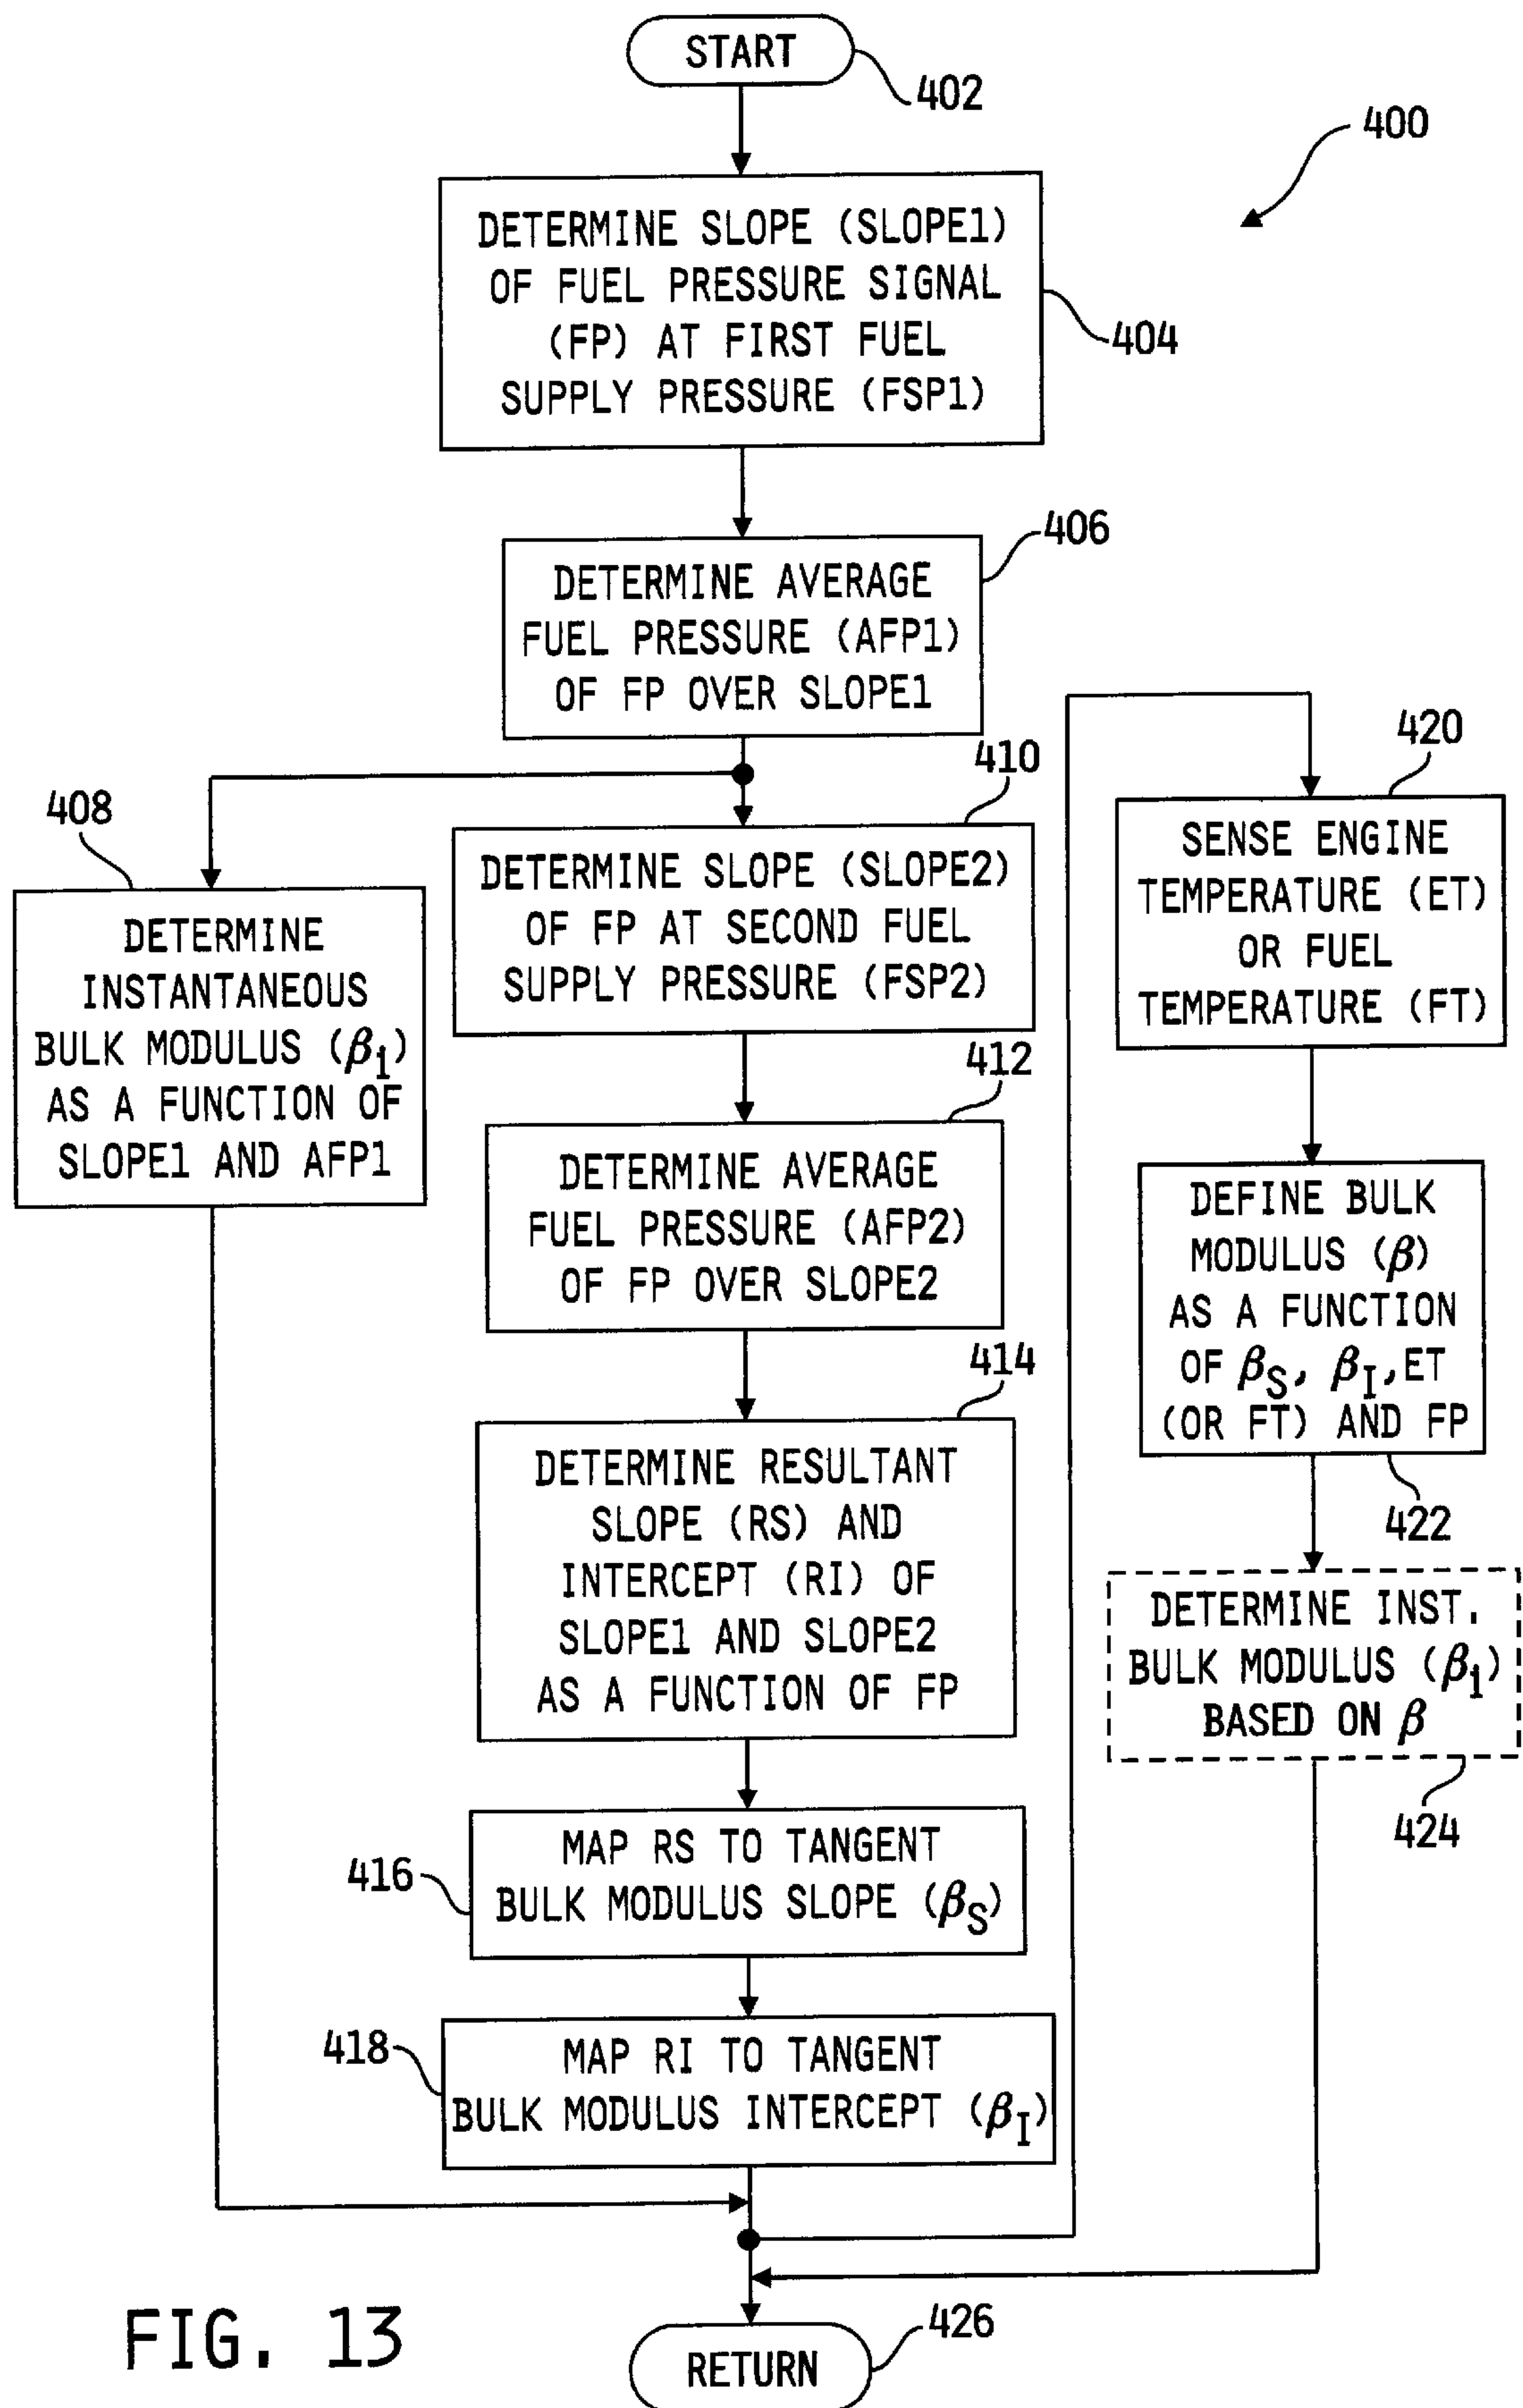 START
402
400
DETERMINE SLOPE (SLOPE1)
OF FUEL PRESSURE SIGNAL
(FP) AT FIRST FUEL
SUPPLY PRESSURE (FSP1)
404
406
DETERMINE AVERAGE
FUEL PRESSURE (AFP1)
OF FP OVER SLOPE1
408
DETERMINE
INSTANTANEOUS
BULK MODULUS (βi)
AS A FUNCTION OF
SLOPE1 AND AFP1
410
DETERMINE SLOPE (SLOPE2)
OF FP AT SECOND FUEL
SUPPLY PRESSURE (FSP2)
412
DETERMINE AVERAGE
FUEL PRESSURE (AFP2)
OF FP OVER SLOPE2
414
DETERMINE RESULTANT
SLOPE (RS) AND
INTERCEPT (RI) OF
SLOPE1 AND SLOPE2
AS A FUNCTION OF FP
416
MAP RS TO TANGENT
BULK MODULUS SLOPE (βS)
418
MAP RI TO TANGENT
BULK MODULUS INTERCEPT (βI)
420
SENSE ENGINE
TEMPERATURE (ET)
OR FUEL
TEMPERATURE (FT)
DEFINE BULK
MODULUS (β)
AS A FUNCTION
OF βS, βI, ET
(OR FT) AND FP
422
DETERMINE INST.
BULK MODULUS (βi)
BASED ON β
424
426
RETURN
FIG. 13